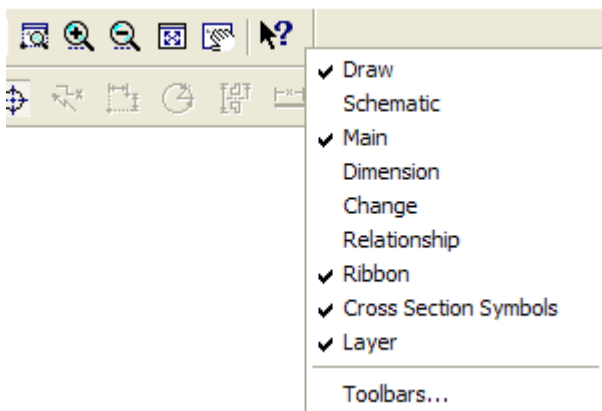 Draw
Schematic
Main
Dimension
Change
Relationship
Ribbon
Cross Section Symbols
Layer
Toolbars...